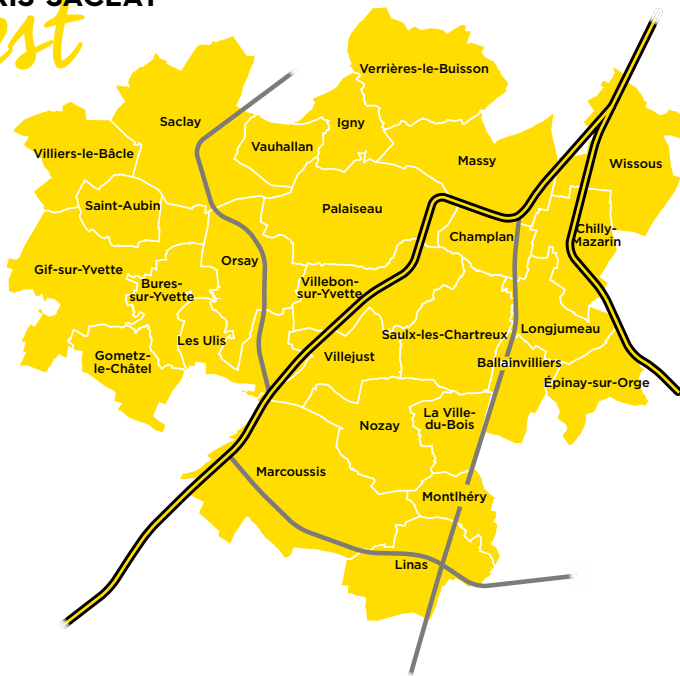 Verrières-le-Buisson
Saclay
Igny
Vauhallan
Villiers-le-Bâcle
Massy
Wissous
Saint-Aubin
Palaiseau
Champlan
Chilly-
Mazarin
Orsay
Gif-sur-Yvette
Bures-
sur-Yvette
Villebon-
sur-Yvette
Longjumeau
Saulx-les-Chartreux
Les Ulis
Villejust
Gometz-
le-Châtel
Ballainvilliers
Épinay-sur-Orge
La Ville-
du-Bois
Nozay
Marcoussis
Montlhéry
Linas